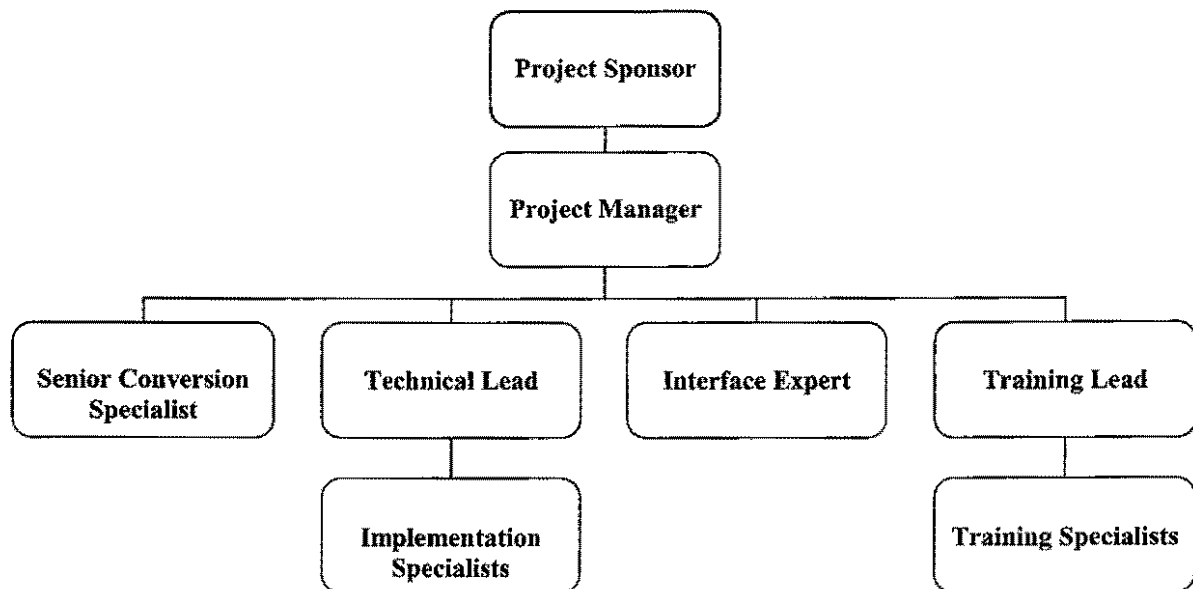 Project Sponsor
Project Manager
Senior Conversion
Specialist
Technical Lead
Interface Expert
Training Lead
Implementation
Specialists
Training Specialists